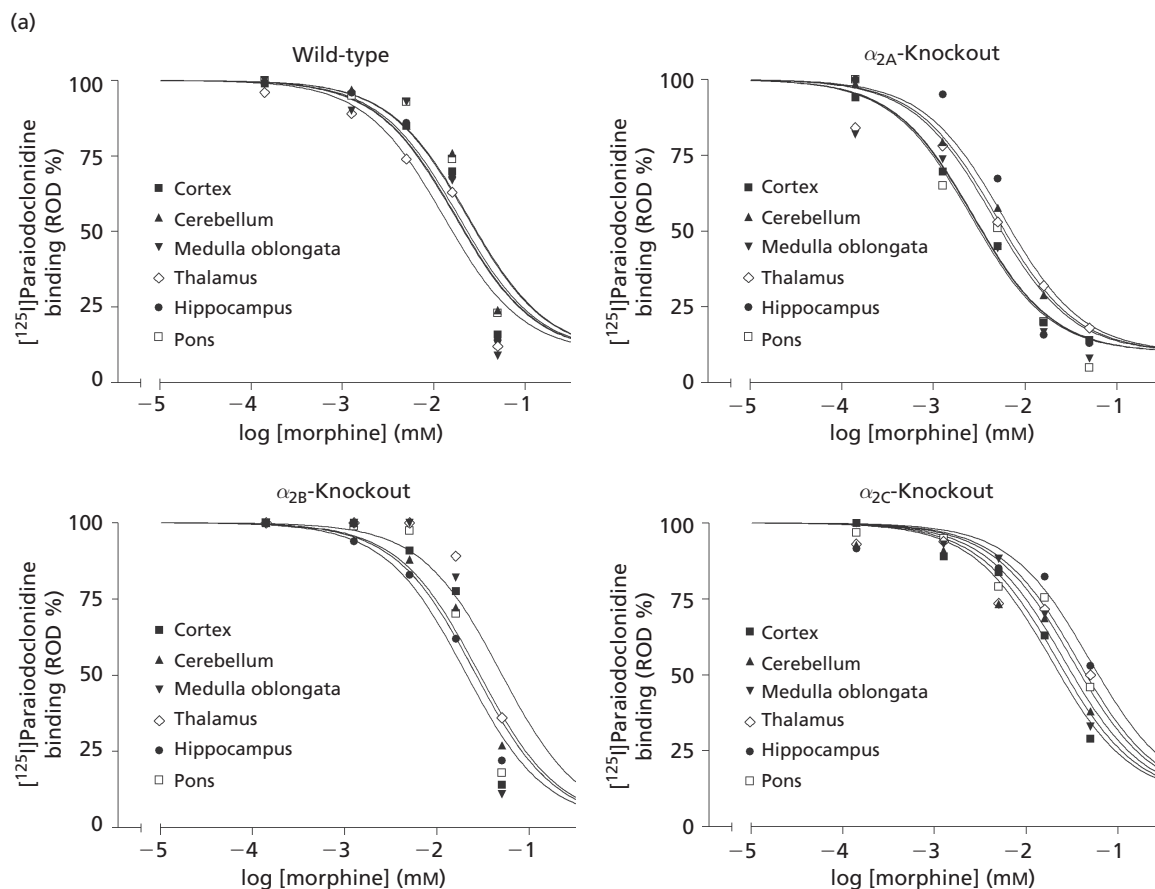 (a)
Wild-type
100
75
50
25
0
[¹²⁵I]Paraiodoclonidine
binding (ROD %)
Cortex
Cerebellum
Medulla oblongata
Thalamus
Hippocampus
Pons
−5 −4 −3 −2 −1
log [morphine] (mM)
α2A-Knockout
100
75
50
25
0
[¹²⁵I]Paraiodoclonidine
binding (ROD %)
Cortex
Cerebellum
Medulla oblongata
Thalamus
Hippocampus
Pons
−5 −4 −3 −2 −1
log [morphine] (mM)
α2B-Knockout
100
75
50
25
0
[¹²⁵I]Paraiodoclonidine
binding (ROD %)
Cortex
Cerebellum
Medulla oblongata
Thalamus
Hippocampus
Pons
−5 −4 −3 −2 −1
log [morphine] (mM)
α2C-Knockout
100
75
50
25
0
[¹²⁵I]Paraiodoclonidine
binding (ROD %)
Cortex
Cerebellum
Medulla oblongata
Thalamus
Hippocampus
Pons
−5 −4 −3 −2 −1
log [morphine] (mM)